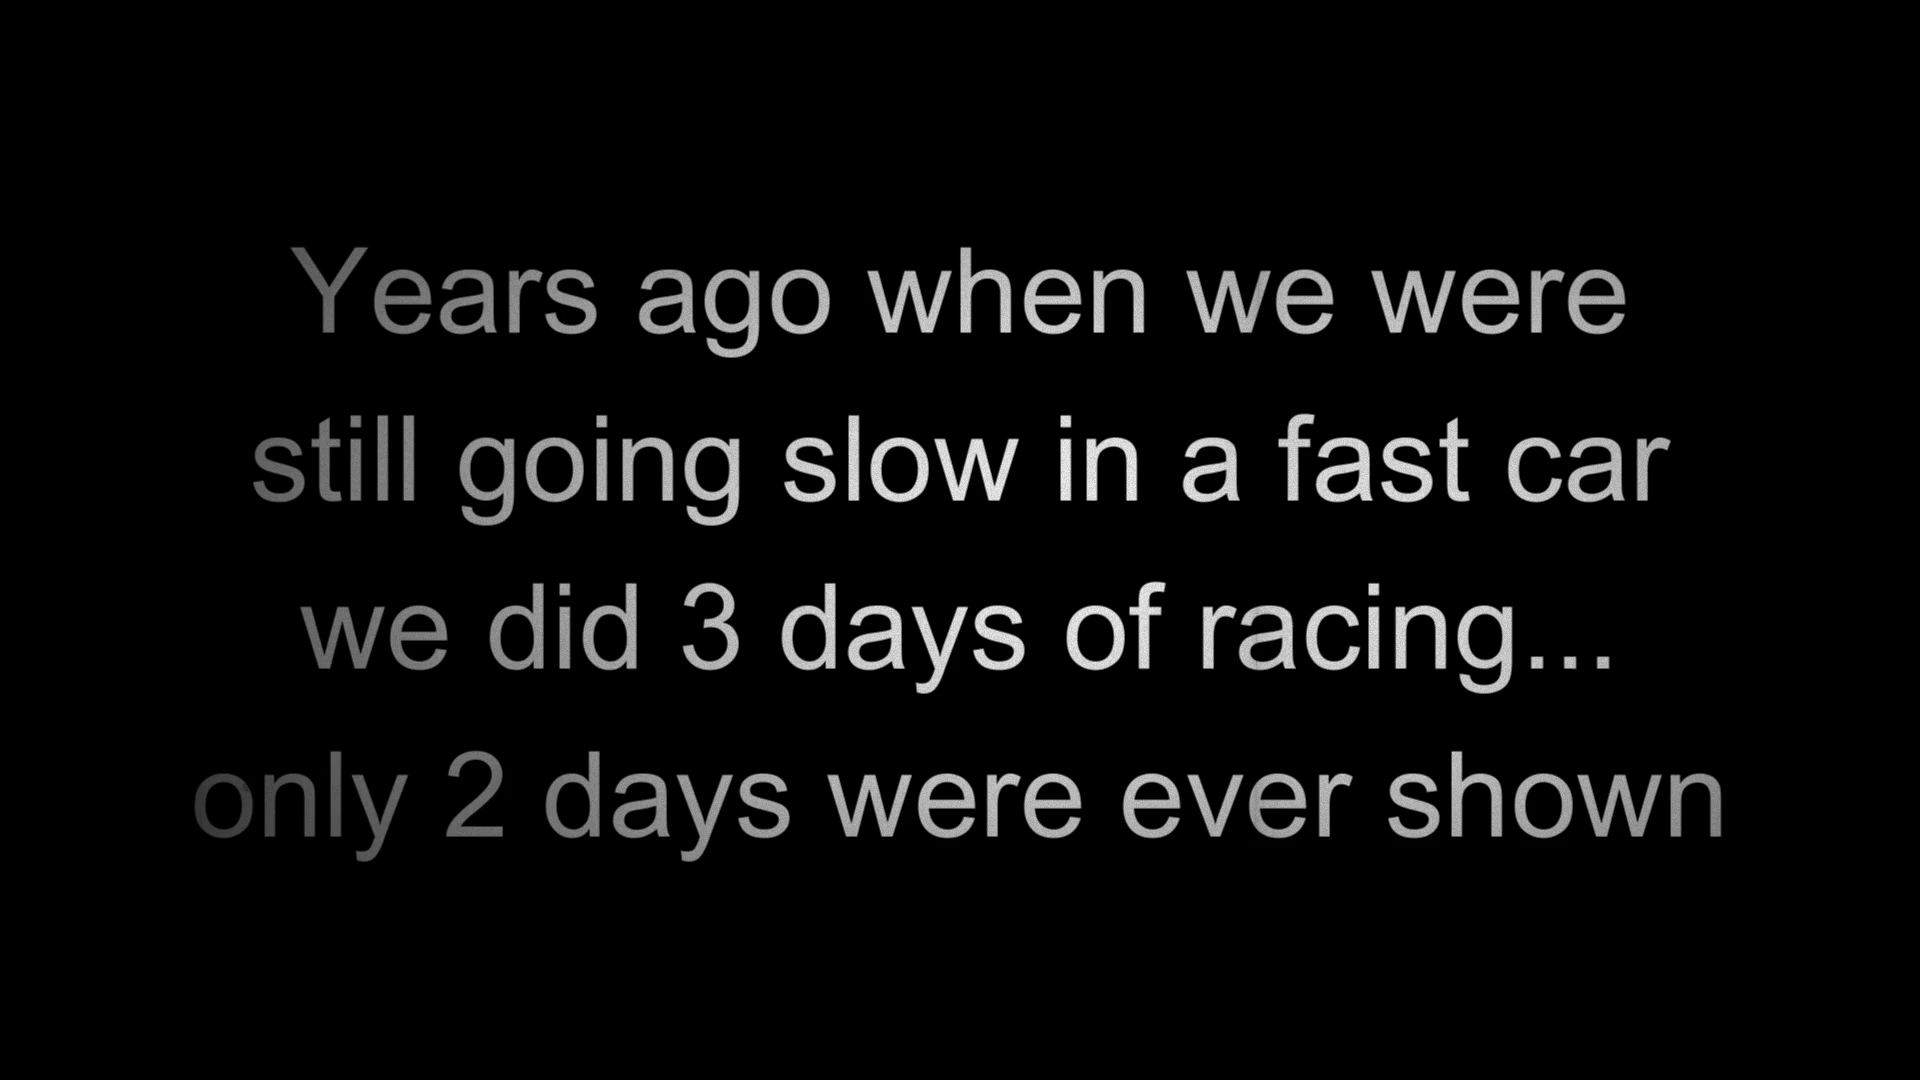 Years ago when we were
still going slow in a fast car
we did 3 days of racing...
only 2 days were ever shown